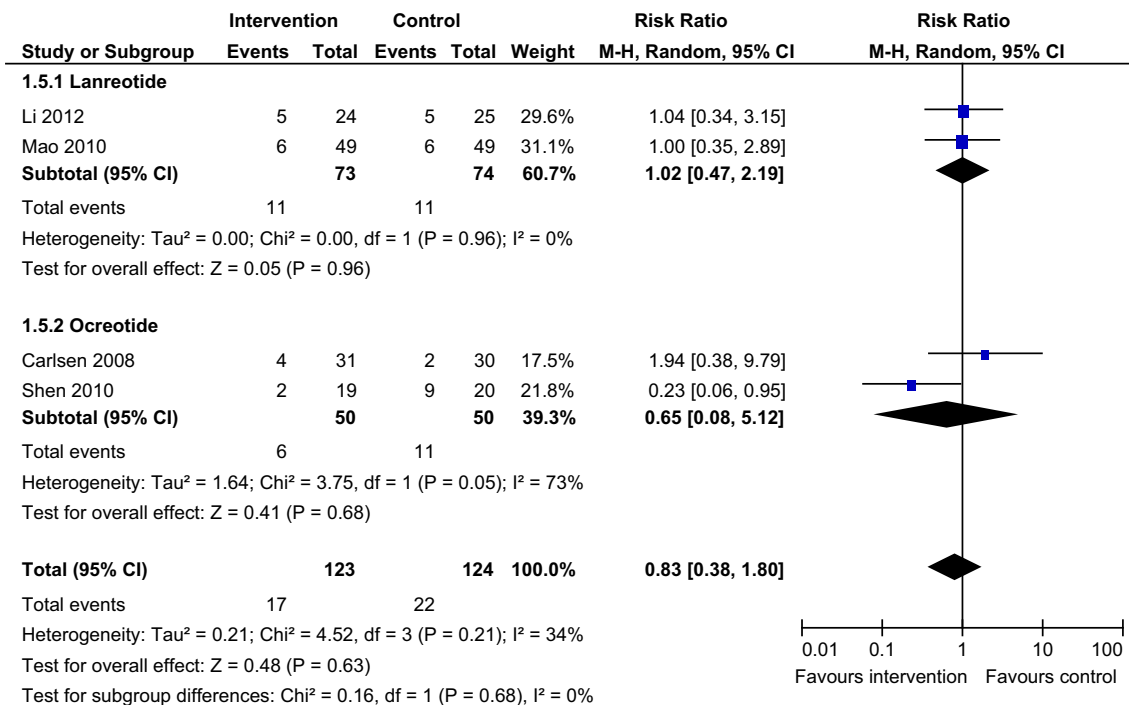 Intervention Control Risk Ratio Risk Ratio
Study or Subgroup Events Total Events Total Weight M-H, Random, 95% CI M-H, Random, 95% CI
1.5.1 Lanreotide
Li 2012 5 24 5 25 29.6% 1.04 [0.34, 3.15]
Mao 2010 6 49 6 49 31.1% 1.00 [0.35, 2.89]
Subtotal (95% CI) 73 74 60.7% 1.02 [0.47, 2.19]
Total events 11 11
Heterogeneity: Tau² = 0.00; Chi² = 0.00, df = 1 (P = 0.96); I² = 0%
Test for overall effect: Z = 0.05 (P = 0.96)
1.5.2 Ocreotide
Carlsen 2008 4 31 2 30 17.5% 1.94 [0.38, 9.79]
Shen 2010 2 19 9 20 21.8% 0.23 [0.06, 0.95]
Subtotal (95% CI) 50 50 39.3% 0.65 [0.08, 5.12]
Total events 6 11
Heterogeneity: Tau² = 1.64; Chi² = 3.75, df = 1 (P = 0.05); I² = 73%
Test for overall effect: Z = 0.41 (P = 0.68)
Total (95% CI) 123 124 100.0% 0.83 [0.38, 1.80]
Total events 17 22
Heterogeneity: Tau² = 0.21; Chi² = 4.52, df = 3 (P = 0.21); I² = 34%
Test for overall effect: Z = 0.48 (P = 0.63)
Test for subgroup differences: Chi² = 0.16, df = 1 (P = 0.68), I² = 0%
0.01 0.1 1 10 100
Favours intervention Favours control